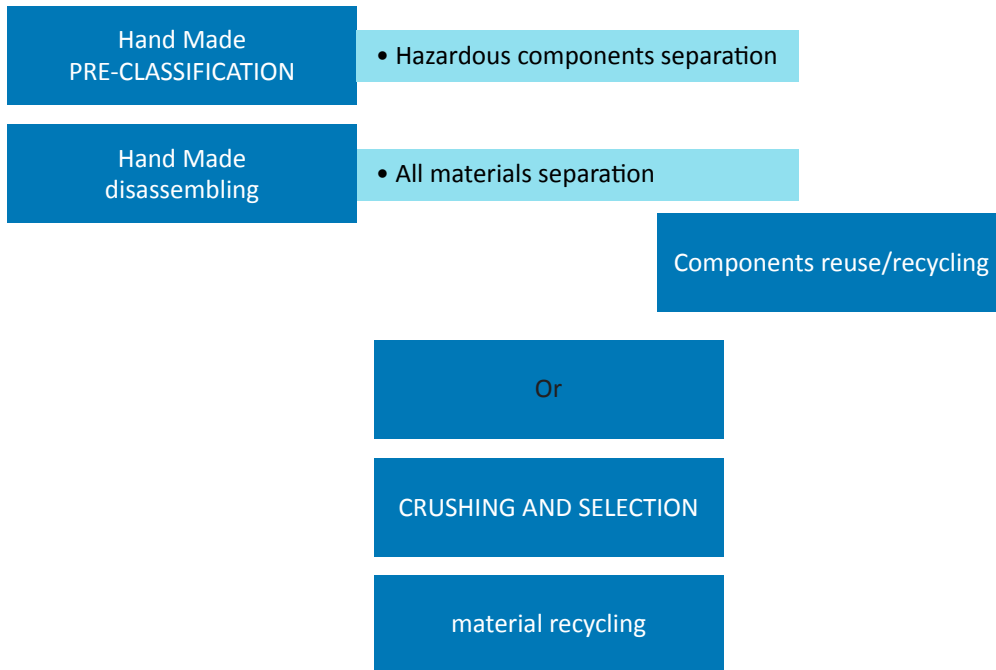 Hand Made
PRE-CLASSIFICATION
• Hazardous components separation
Hand Made
disassembling
• All materials separation
Components reuse/recycling
Or
CRUSHING AND SELECTION
material recycling